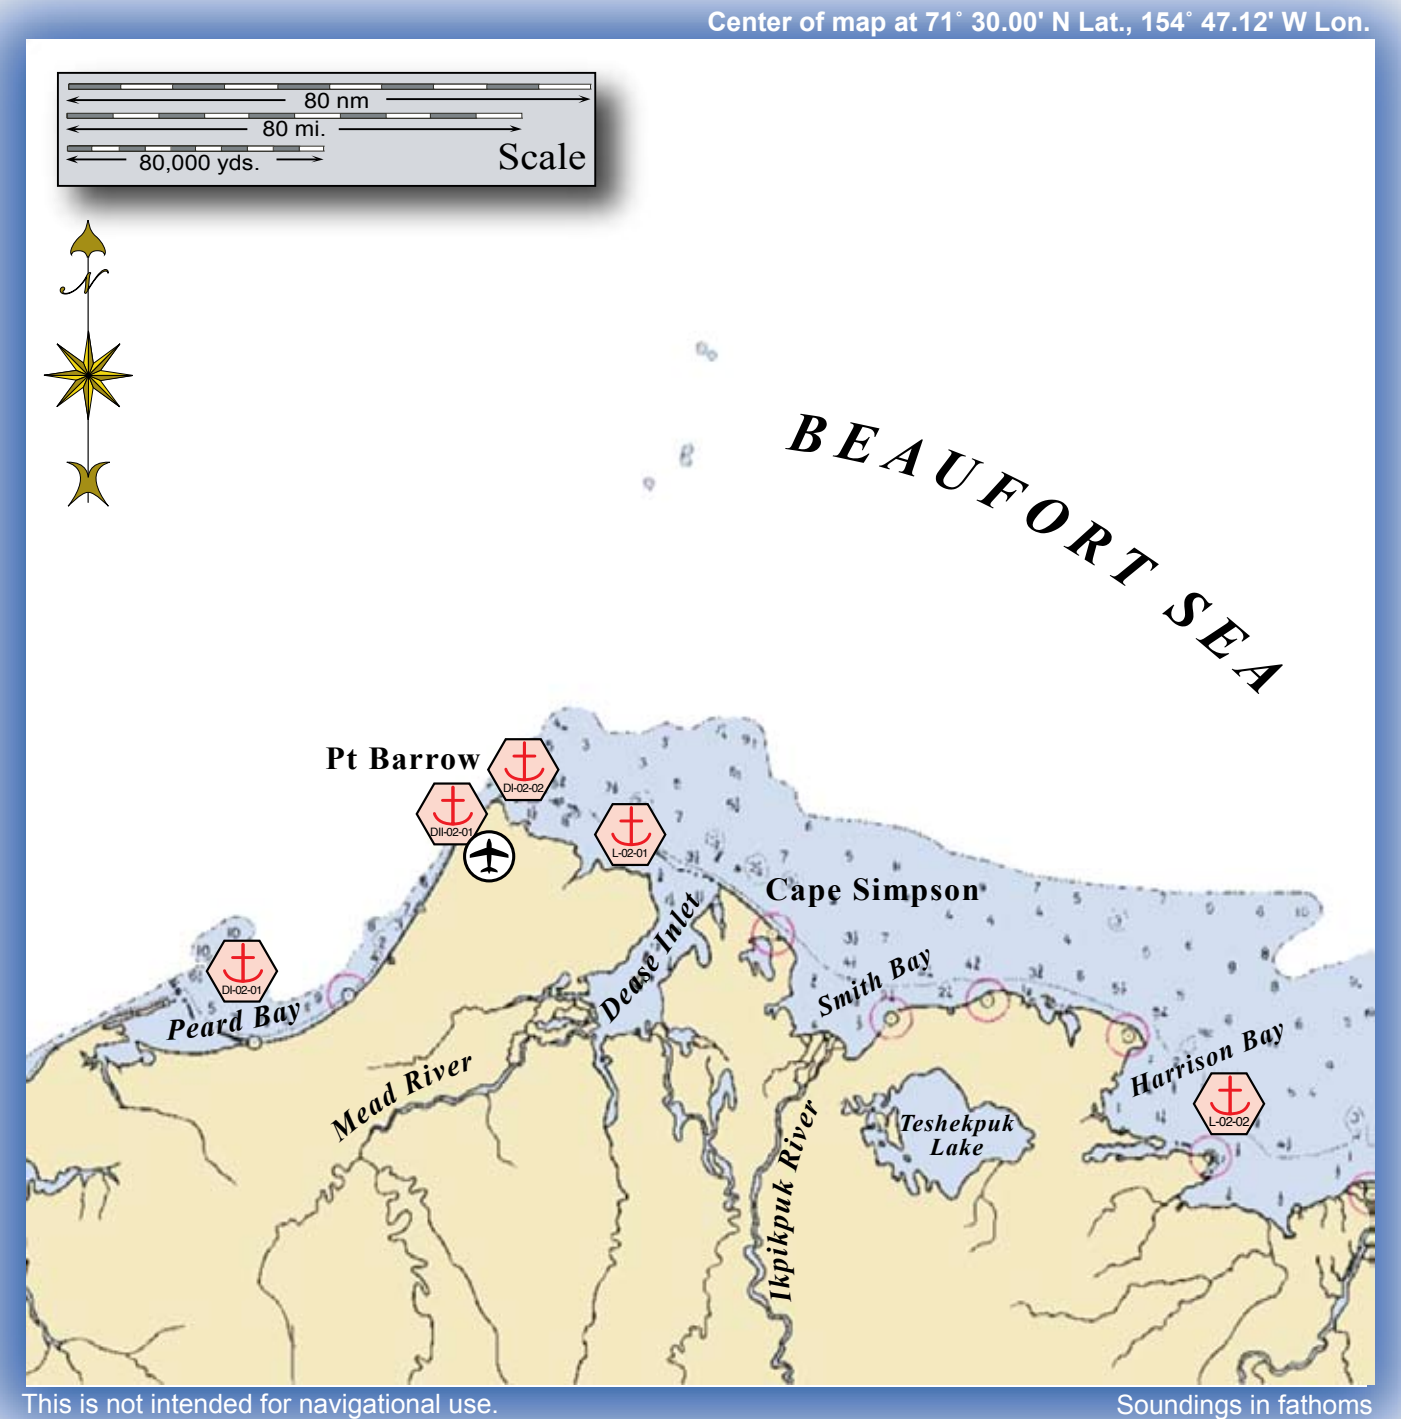 Center of map at 71° 30.00' N Lat., 154° 47.12' W Lon.
80 nm
80 mi.
80,000 yds.
Scale
N
BEAUFORT SEA
Pt Barrow
DI-02-02
DII-02-01
L-02-01
Cape Simpson
DI-02-01
Peard Bay
Dease Inlet
Smith Bay
Harrison Bay
Mead River
L-02-02
Teshekpuk
Lake
Ikpikpuk River
This is not intended for navigational use.
Soundings in fathoms